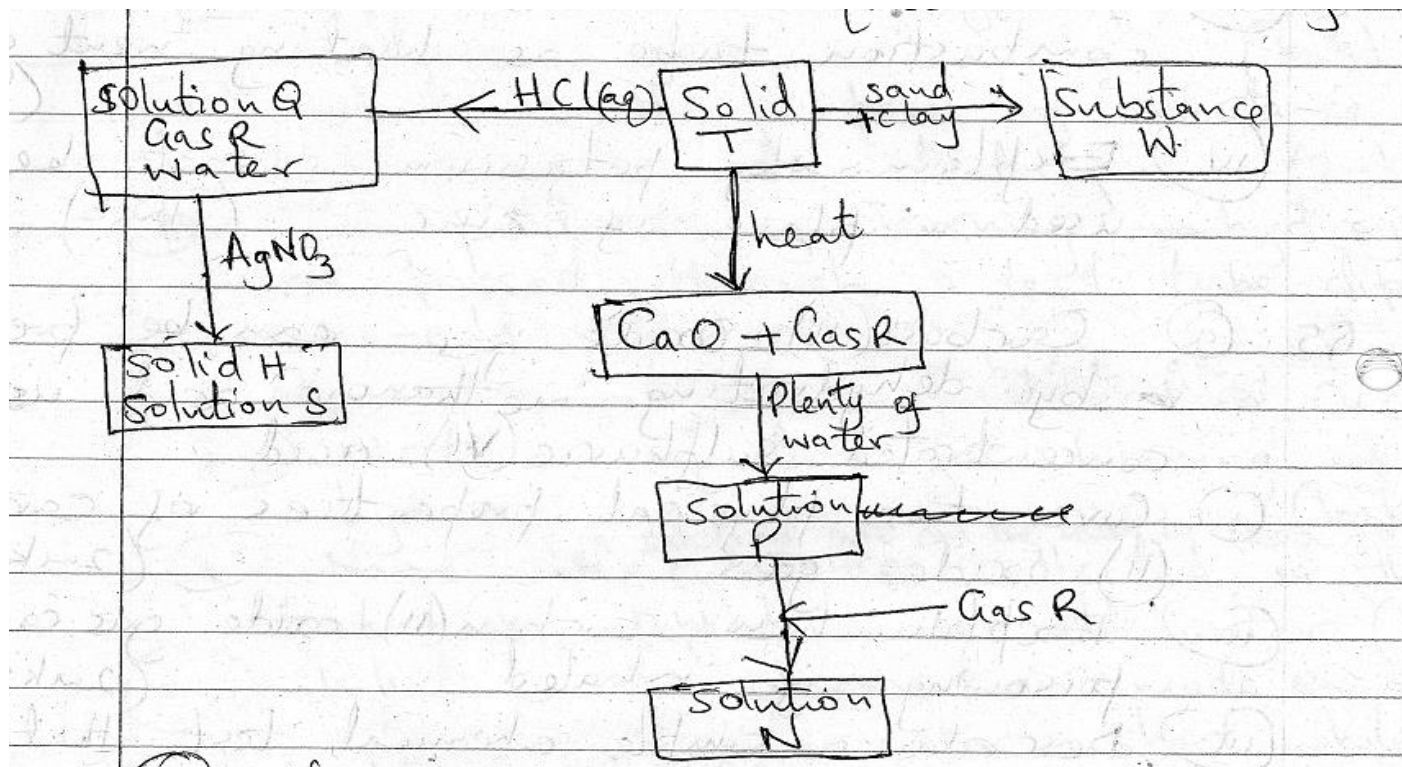 Solution Q
Gas R
water
HCl(aq)
Solid
T
sand
+clay
Substance
W.
AgNO3
heat
Solid H
Solution S
CaO + Gas R
Plenty of
water
Solution
P
Gas R
Solution
N